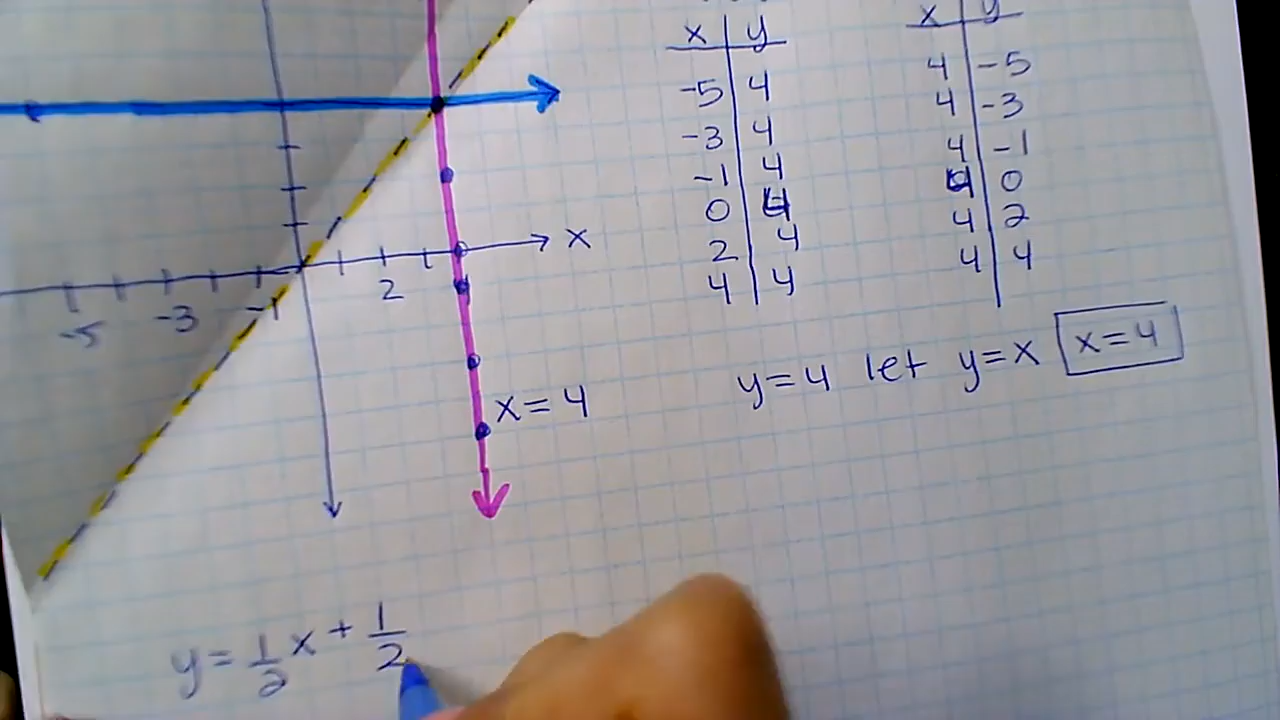 x y
-5 4
-3 4
-1 4
0 4
2 4
4 4
x y
4 -5
4 -3
4 -1
4 0
4 2
4 4
x
-5 -3 -1 2
x=4
y=4 let y=x x=4
y=1/2x+1/2